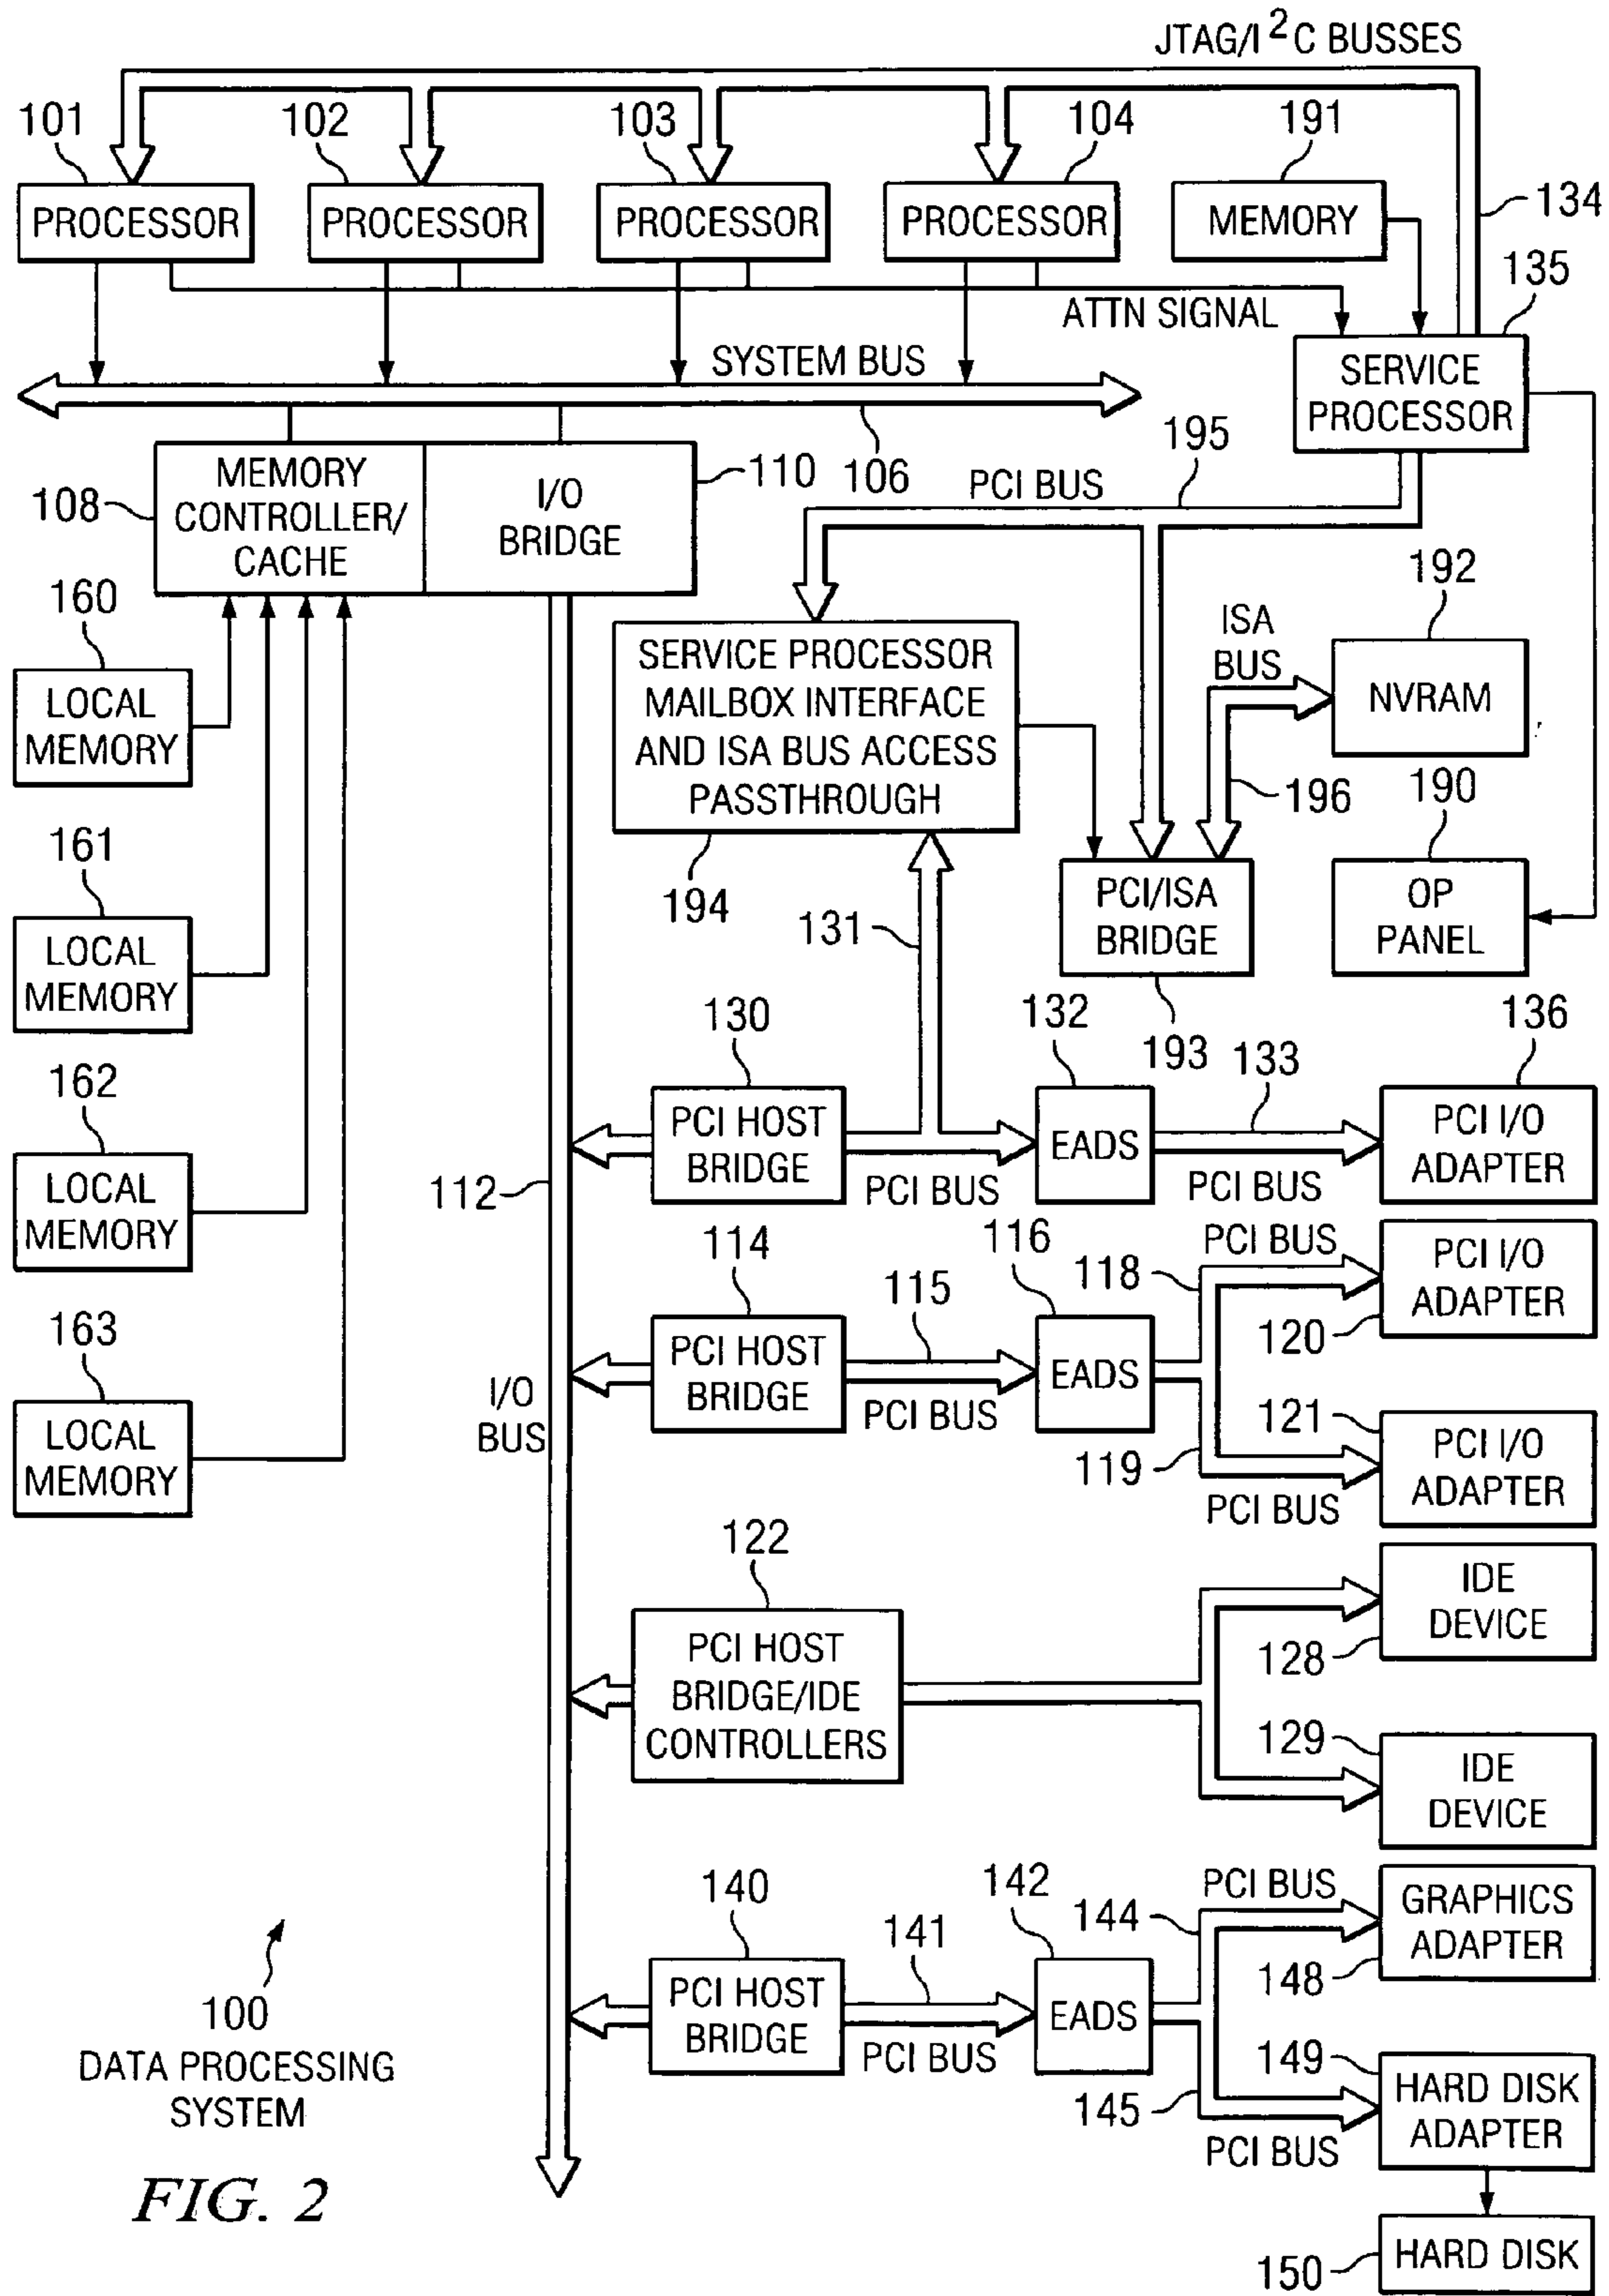 JTAG/I²C BUSSES
101
102
103
104
191
PROCESSOR
PROCESSOR
PROCESSOR
PROCESSOR
MEMORY
134
135
ATTN SIGNAL
SYSTEM BUS
SERVICE
PROCESSOR
106
195
PCI BUS
108
MEMORY
CONTROLLER/
CACHE
I/O
BRIDGE
110
160
LOCAL
MEMORY
161
LOCAL
MEMORY
162
LOCAL
MEMORY
163
LOCAL
MEMORY
SERVICE PROCESSOR
MAILBOX INTERFACE
AND ISA BUS ACCESS
PASSTHROUGH
194
ISA
BUS
192
NVRAM
196
190
OP
PANEL
PCI/ISA
BRIDGE
193
131
112
I/O
BUS
130
PCI HOST
BRIDGE
PCI BUS
132
EADS
133
PCI BUS
136
PCI I/O
ADAPTER
114
PCI HOST
BRIDGE
115
PCI BUS
116
EADS
118
PCI BUS
PCI I/O
ADAPTER
120
119
PCI BUS
121
PCI I/O
ADAPTER
122
PCI HOST
BRIDGE/IDE
CONTROLLERS
IDE
DEVICE
128
129
IDE
DEVICE
140
PCI HOST
BRIDGE
141
PCI BUS
142
EADS
144
PCI BUS
GRAPHICS
ADAPTER
148
145
PCI BUS
149
HARD DISK
ADAPTER
150
HARD DISK
100
DATA PROCESSING
SYSTEM
FIG. 2